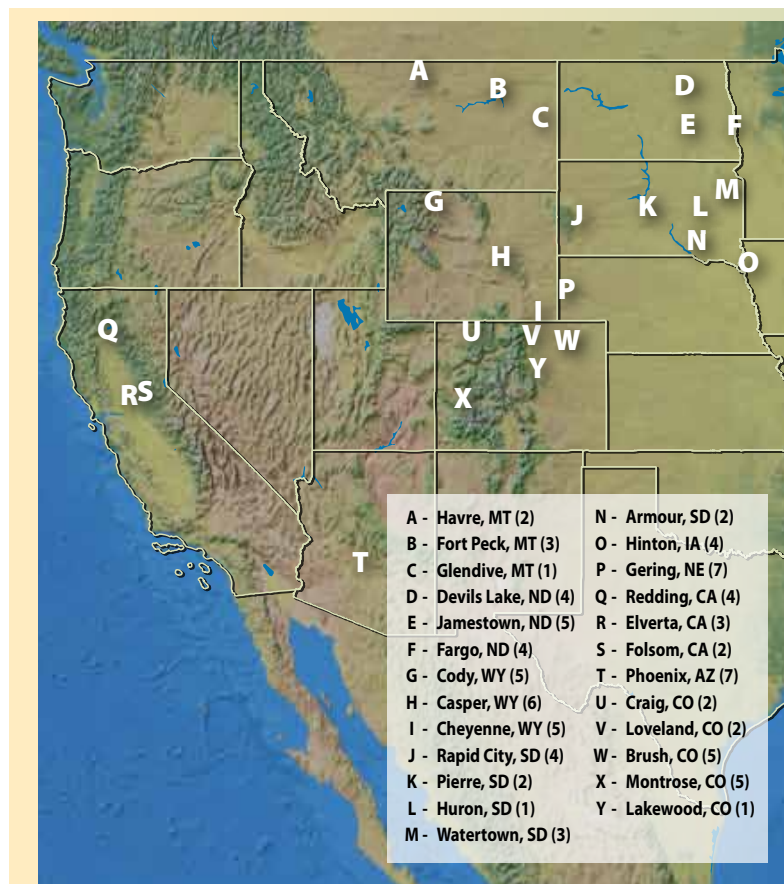 A
B
C
D
E
F
G
H
I
J
K
L
M
N
O
P
Q
R
S
T
U
V
W
X
Y
A - Havre, MT (2)
B - Fort Peck, MT (3)
C - Glendive, MT (1)
D - Devils Lake, ND (4)
E - Jamestown, ND (5)
F - Fargo, ND (4)
G - Cody, WY (5)
H - Casper, WY (6)
I - Cheyenne, WY (5)
J - Rapid City, SD (4)
K - Pierre, SD (2)
L - Huron, SD (1)
M - Watertown, SD (3)
N - Armour, SD (2)
O - Hinton, IA (4)
P - Gering, NE (7)
Q - Redding, CA (4)
R - Elverta, CA (3)
S - Folsom, CA (2)
T - Phoenix, AZ (7)
U - Craig, CO (2)
V - Loveland, CO (2)
W - Brush, CO (5)
X - Montrose, CO (5)
Y - Lakewood, CO (1)